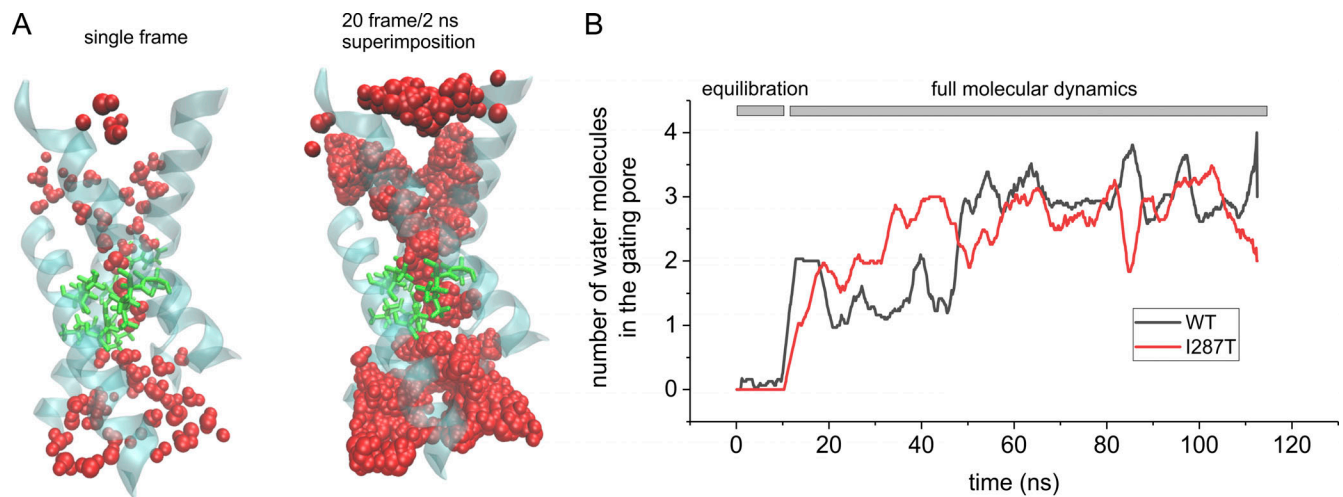 A
single frame
20 frame/2 ns
superimposition
B
equilibration
full molecular dynamics
number of water molecules
in the gating pore
4
3
2
1
0
WT
I287T
0
20
40
60
80
100
120
time (ns)